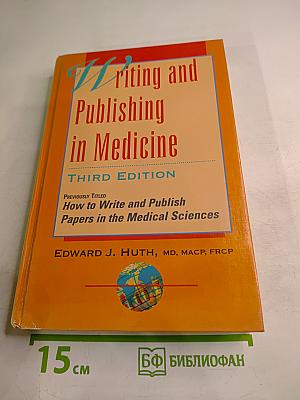 Writing and
Publishing
in Medicine
THIRD EDITION
PREVIOUSLY TITLED
How to Write and Publish
Papers in the Medical Sciences
EDWARD J. HUTH, MD, MACP, FRCP
15 см
БФ БИБЛИОФАН